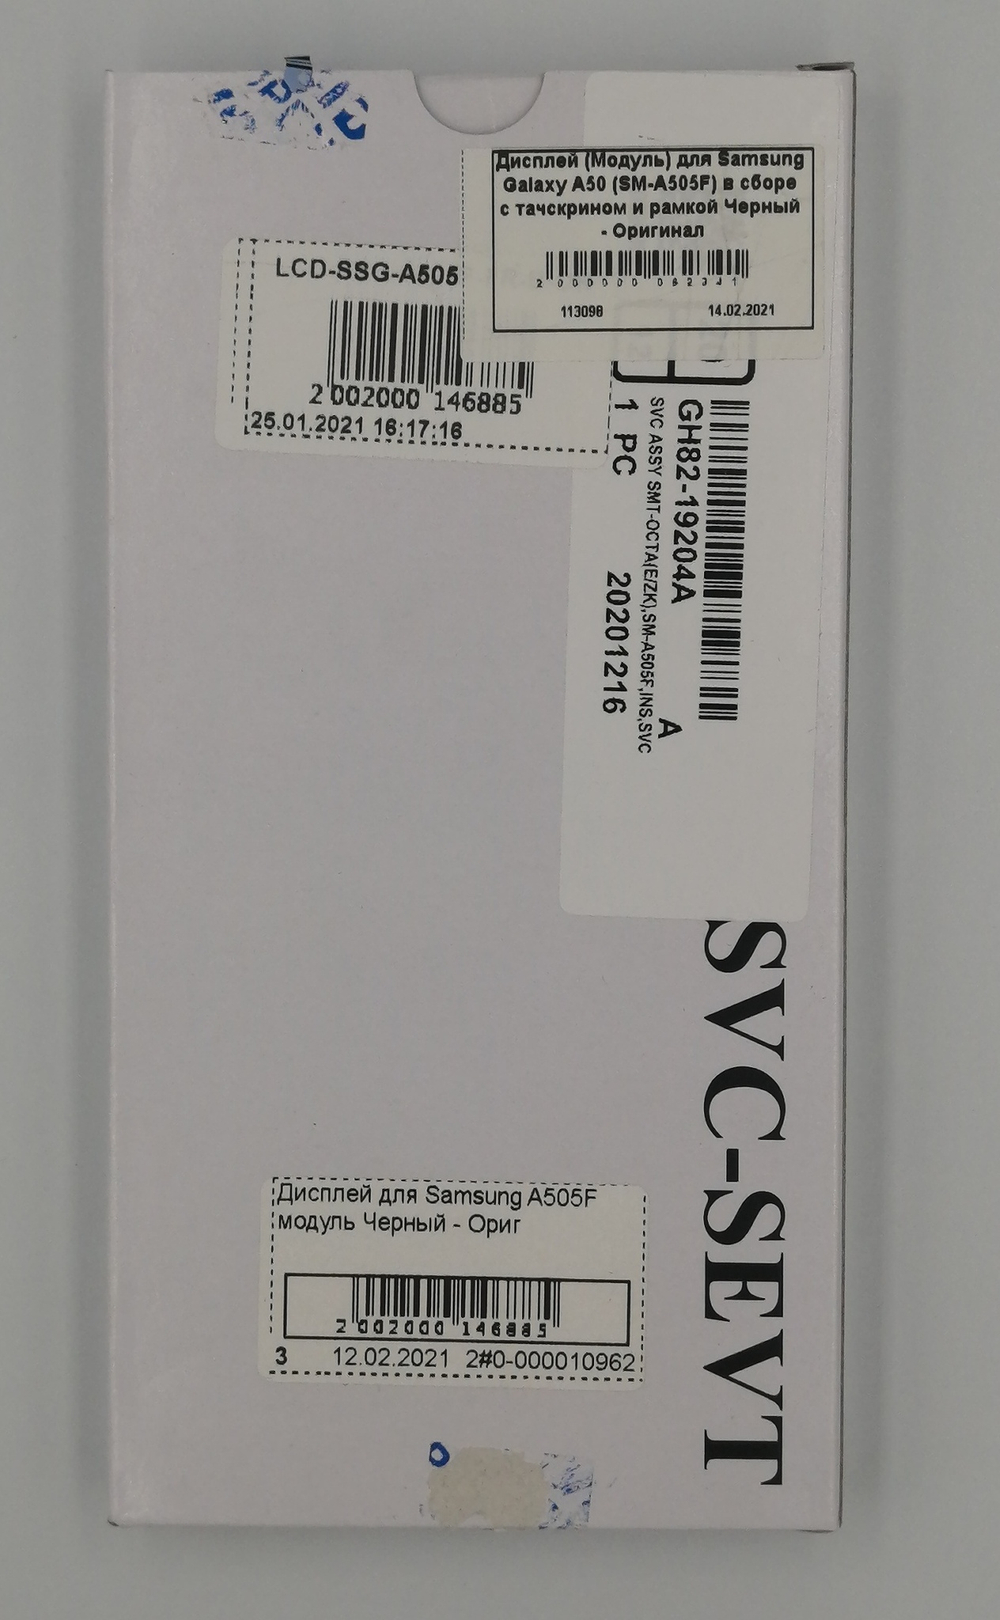 Дисплей (Модуль) для Samsung
Galaxy A50 (SM-A505F) в сборе
с тачскрином и рамкой Черный
- Оригинал
2 000000 082341
113098 14.02.2021
LCD-SSG-A505
2 002000 146885
25.01.2021 16:17:16
GH82-19204A A
SVC ASSY SMT-OCTA(E/ZK),SM-A505F,INS,SVC
1 PC 20201216
SVC-SEVT
Дисплей для Samsung A505F
модуль Черный - Ориг
2 002000 146885
3 12.02.2021 2#0-000010962